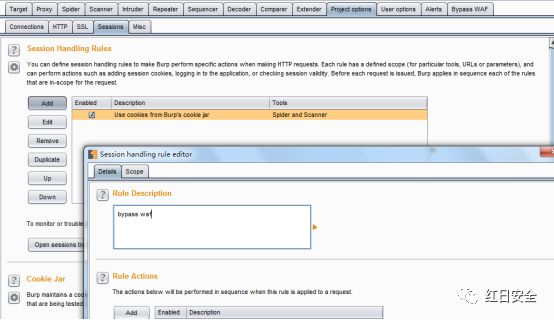 Target Proxy Spider Scanner Intruder Repeater Sequencer Decoder Comparer Extender Project options User options Alerts Bypass WAF
Connections HTTP SSL Sessions Misc
Session Handling Rules
You can define session handling rules to make Burp perform specific actions when making HTTP requests. Each rule has a defined scope (for particular tools, URLs or parameters), and
can perform actions such as adding session cookies, logging in to the application, or checking session validity. Before each request is issued, Burp applies in sequence each of the rules
that are in-scope for the request.
Add Enabled Description Tools
Use cookies from Burp's cookie jar Spider and Scanner
Edit
Remove
Duplicate
Up
Down
Session handling rule editor
Details Scope
Rule Description
bypass waf
To monitor or trouble
Open sessions tra
Rule Actions
The actions below will be performed in sequence when this rule is applied to a request.
Add Enabled Description
Cookie Jar
Burp maintains a coo
that are being tested
红日安全